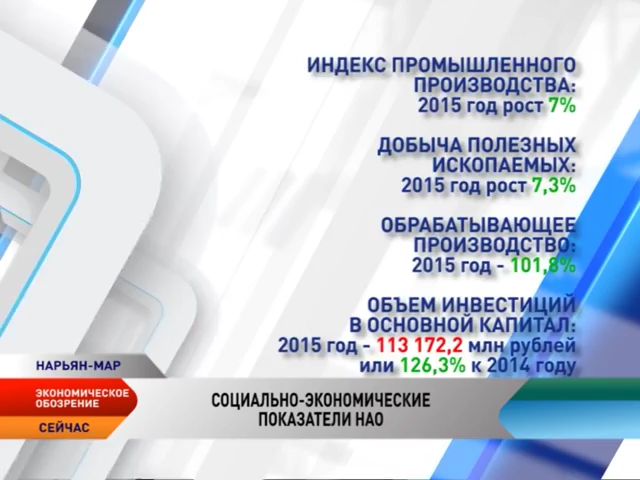 ИНДЕКС ПРОМЫШЛЕННОГО
ПРОИЗВОДСТВА:
2015 год рост 7%
ДОБЫЧА ПОЛЕЗНЫХ
ИСКОПАЕМЫХ:
2015 год рост 7,3%
ОБРАБАТЫВАЮЩЕЕ
ПРОИЗВОДСТВО:
2015 год - 101,8%
ОБЪЕМ ИНВЕСТИЦИЙ
В ОСНОВНОЙ КАПИТАЛ:
2015 год - 113 172,2 млн рублей
или 126,3% к 2014 году
НАРЬЯН-МАР
ЭКОНОМИЧЕСКОЕ
ОБОЗРЕНИЕ
СЕЙЧАС
СОЦИАЛЬНО-ЭКОНОМИЧЕСКИЕ
ПОКАЗАТЕЛИ НАО